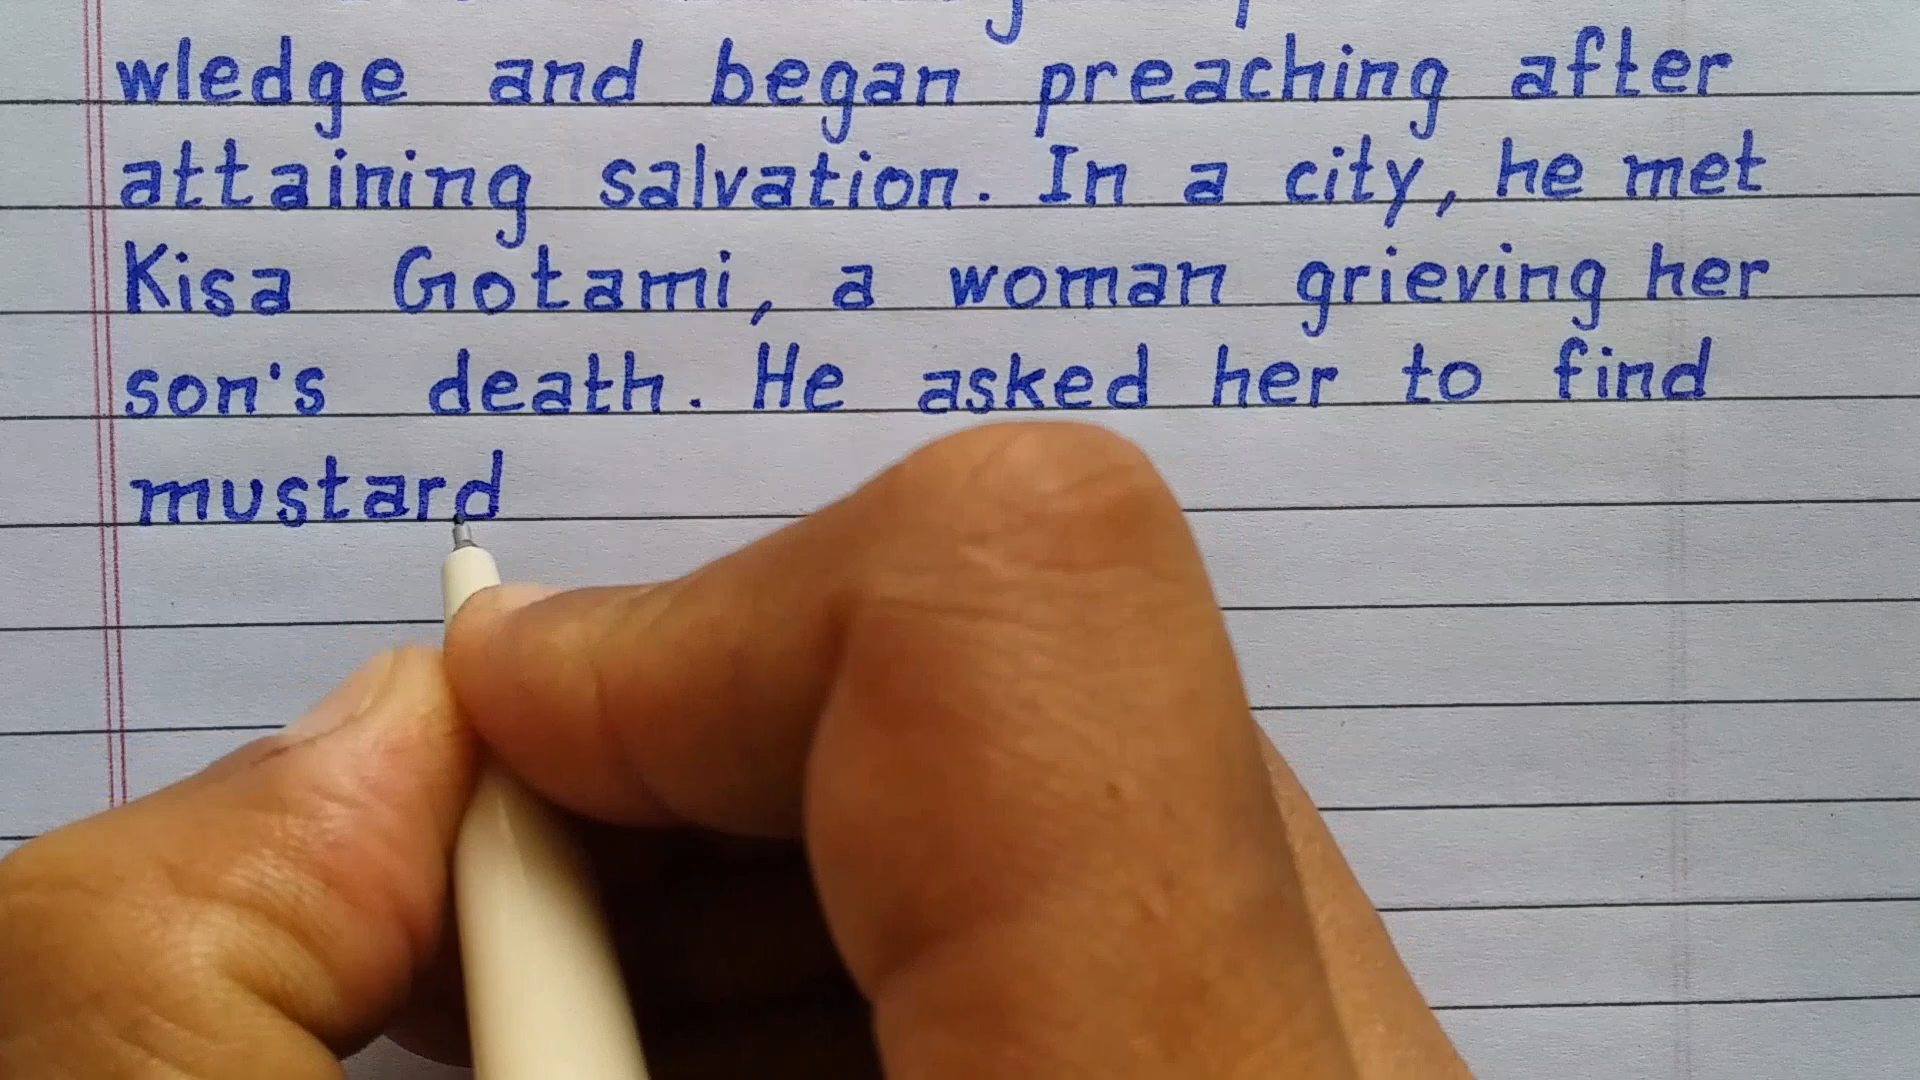 wledge and began preaching after
attaining salvation. In a city, he met
Kisa Gotami, a woman grieving her
son's death. He asked her to find
mustard